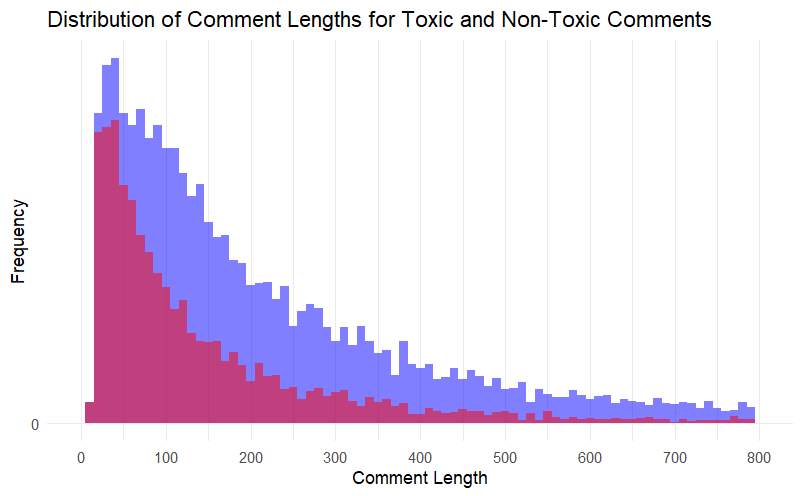 Distribution of Comment Lengths for Toxic and Non-Toxic Comments
Frequency
0
0 100 200 300 400 500 600 700 800
Comment Length